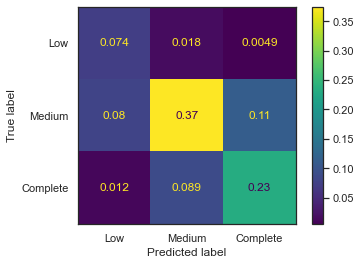 Low 0.074 0.018 0.0049
Medium 0.08 0.37 0.11
Complete 0.012 0.089 0.23
Low Medium Complete
Predicted label
True label
0.35
0.30
0.25
0.20
0.15
0.10
0.05